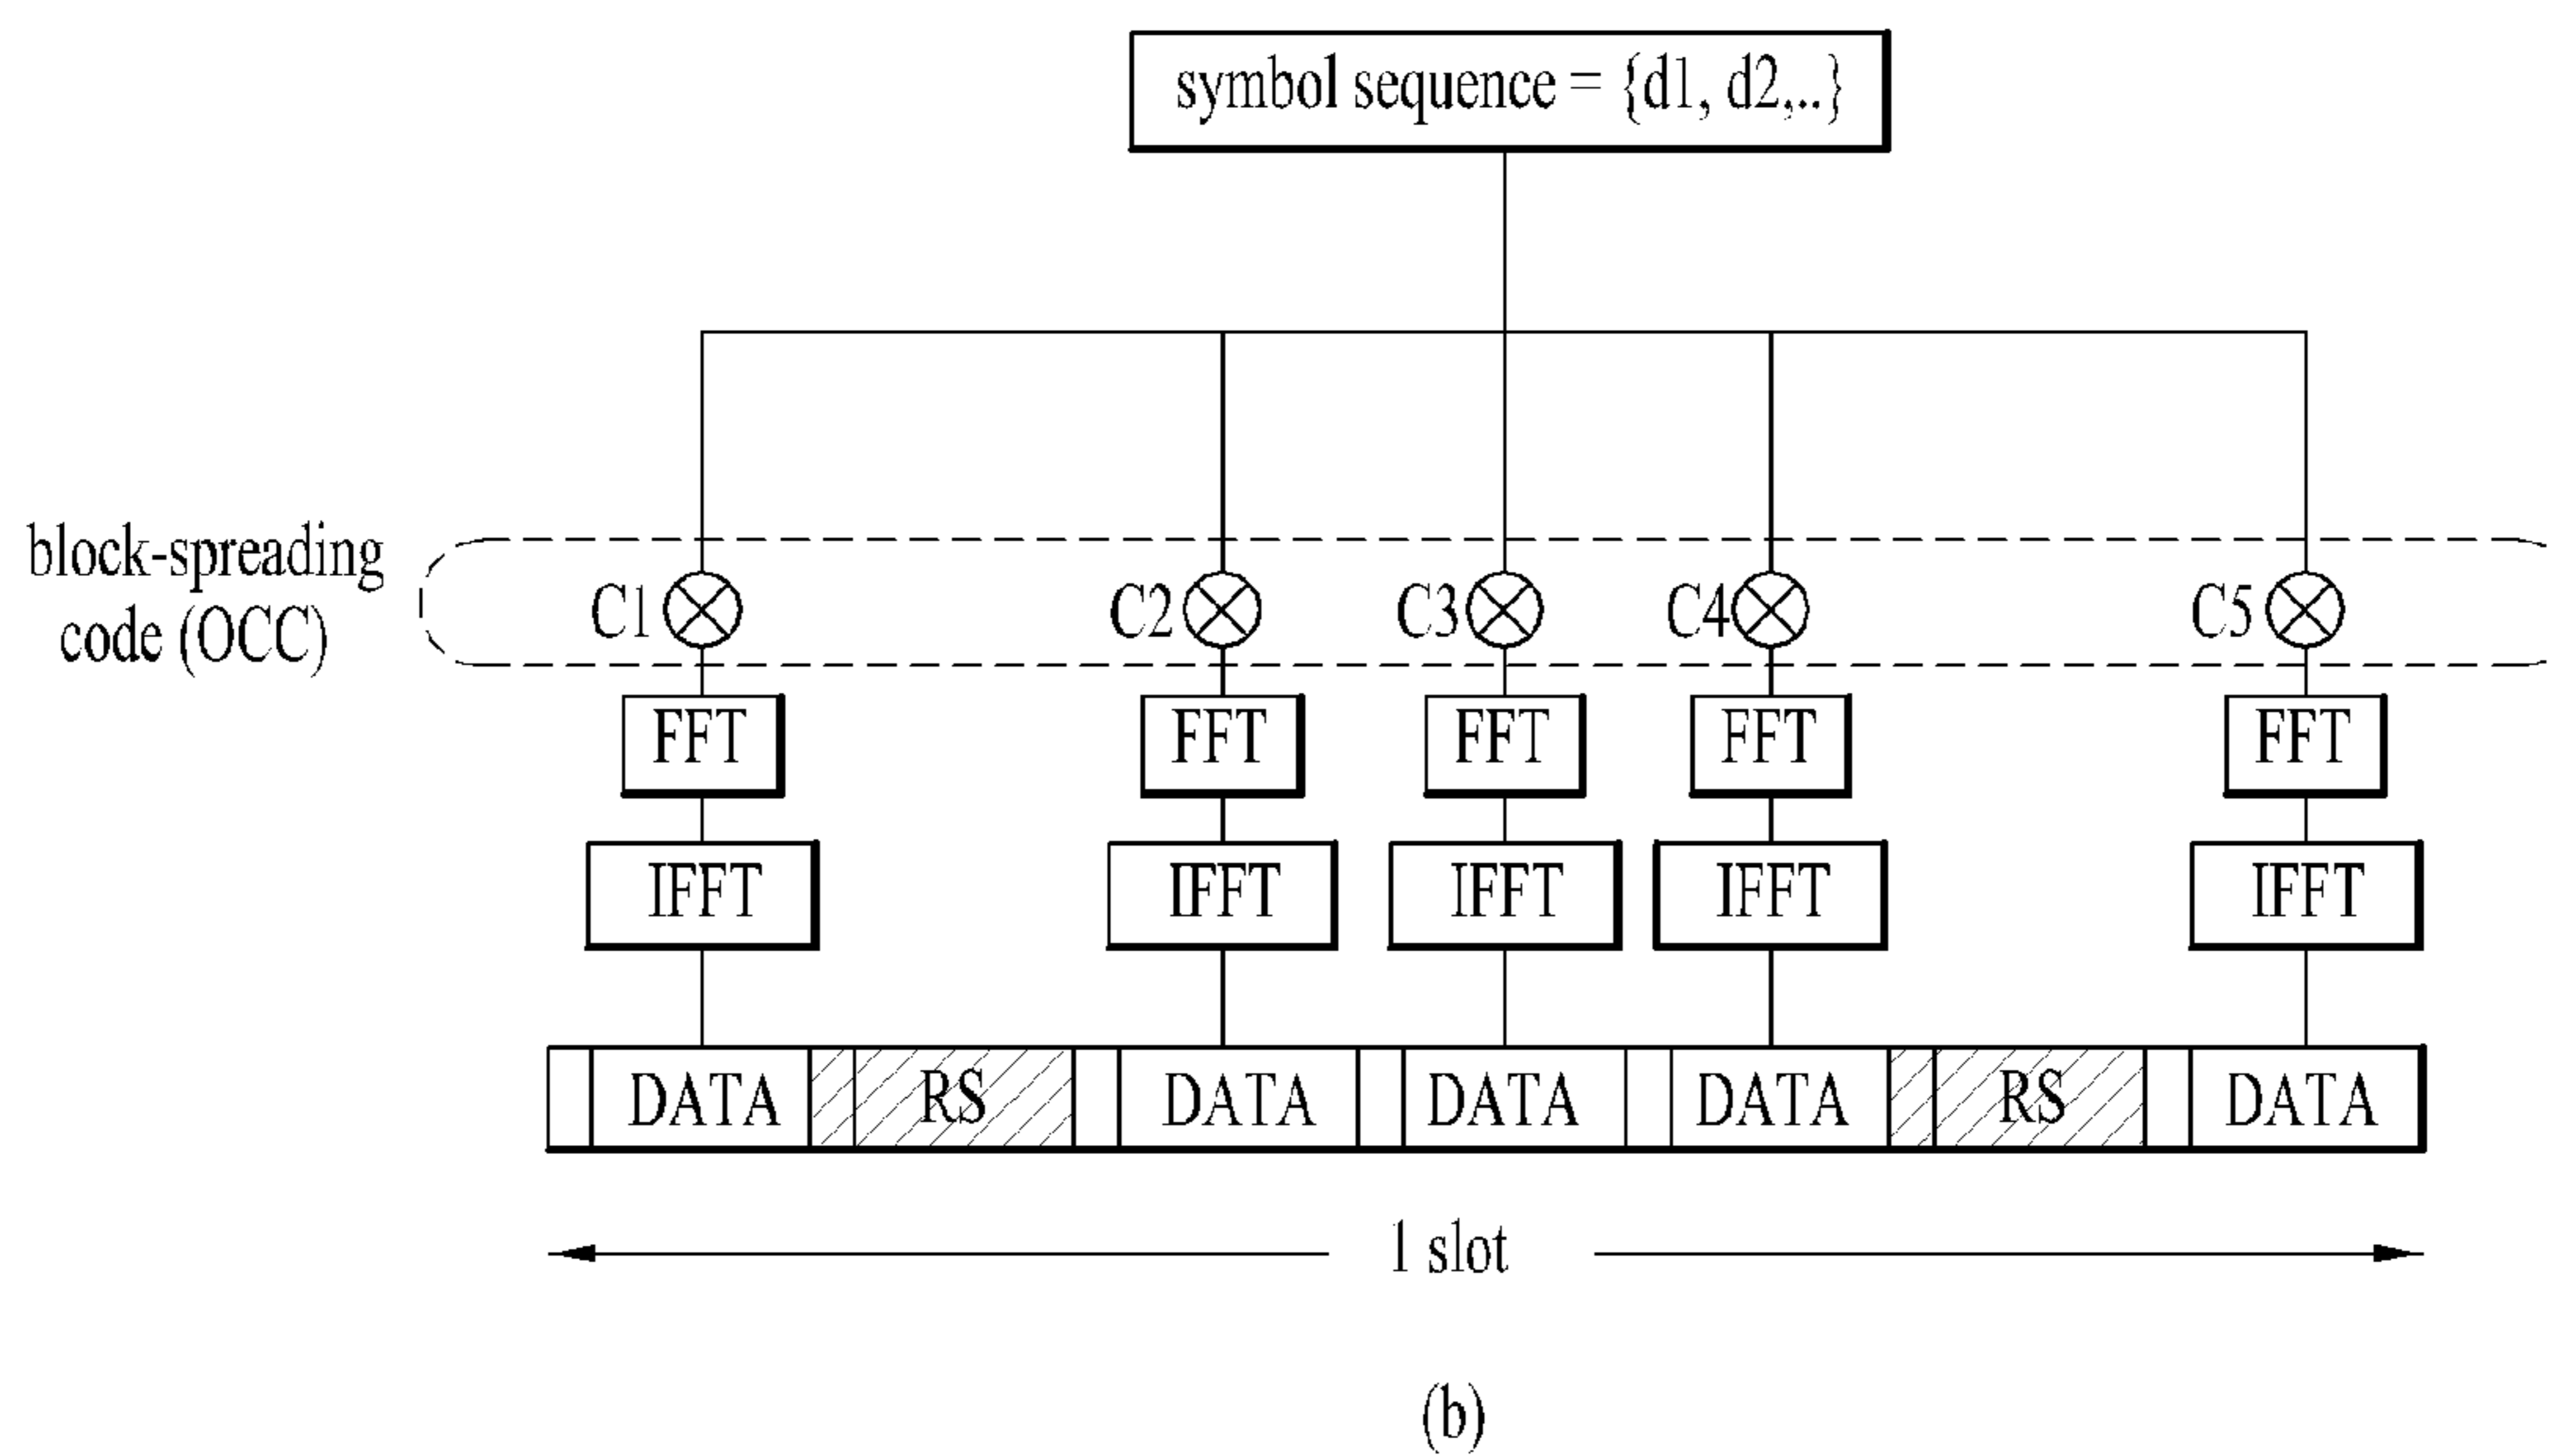 symbol sequence = {d1, d2,..}
block-spreading
code (OCC)
C1 C2 C3 C4 C5
FFT FFT FFT FFT FFT
IFFT IFFT IFFT IFFT IFFT
DATA RS DATA DATA DATA RS DATA
1 slot
(b)